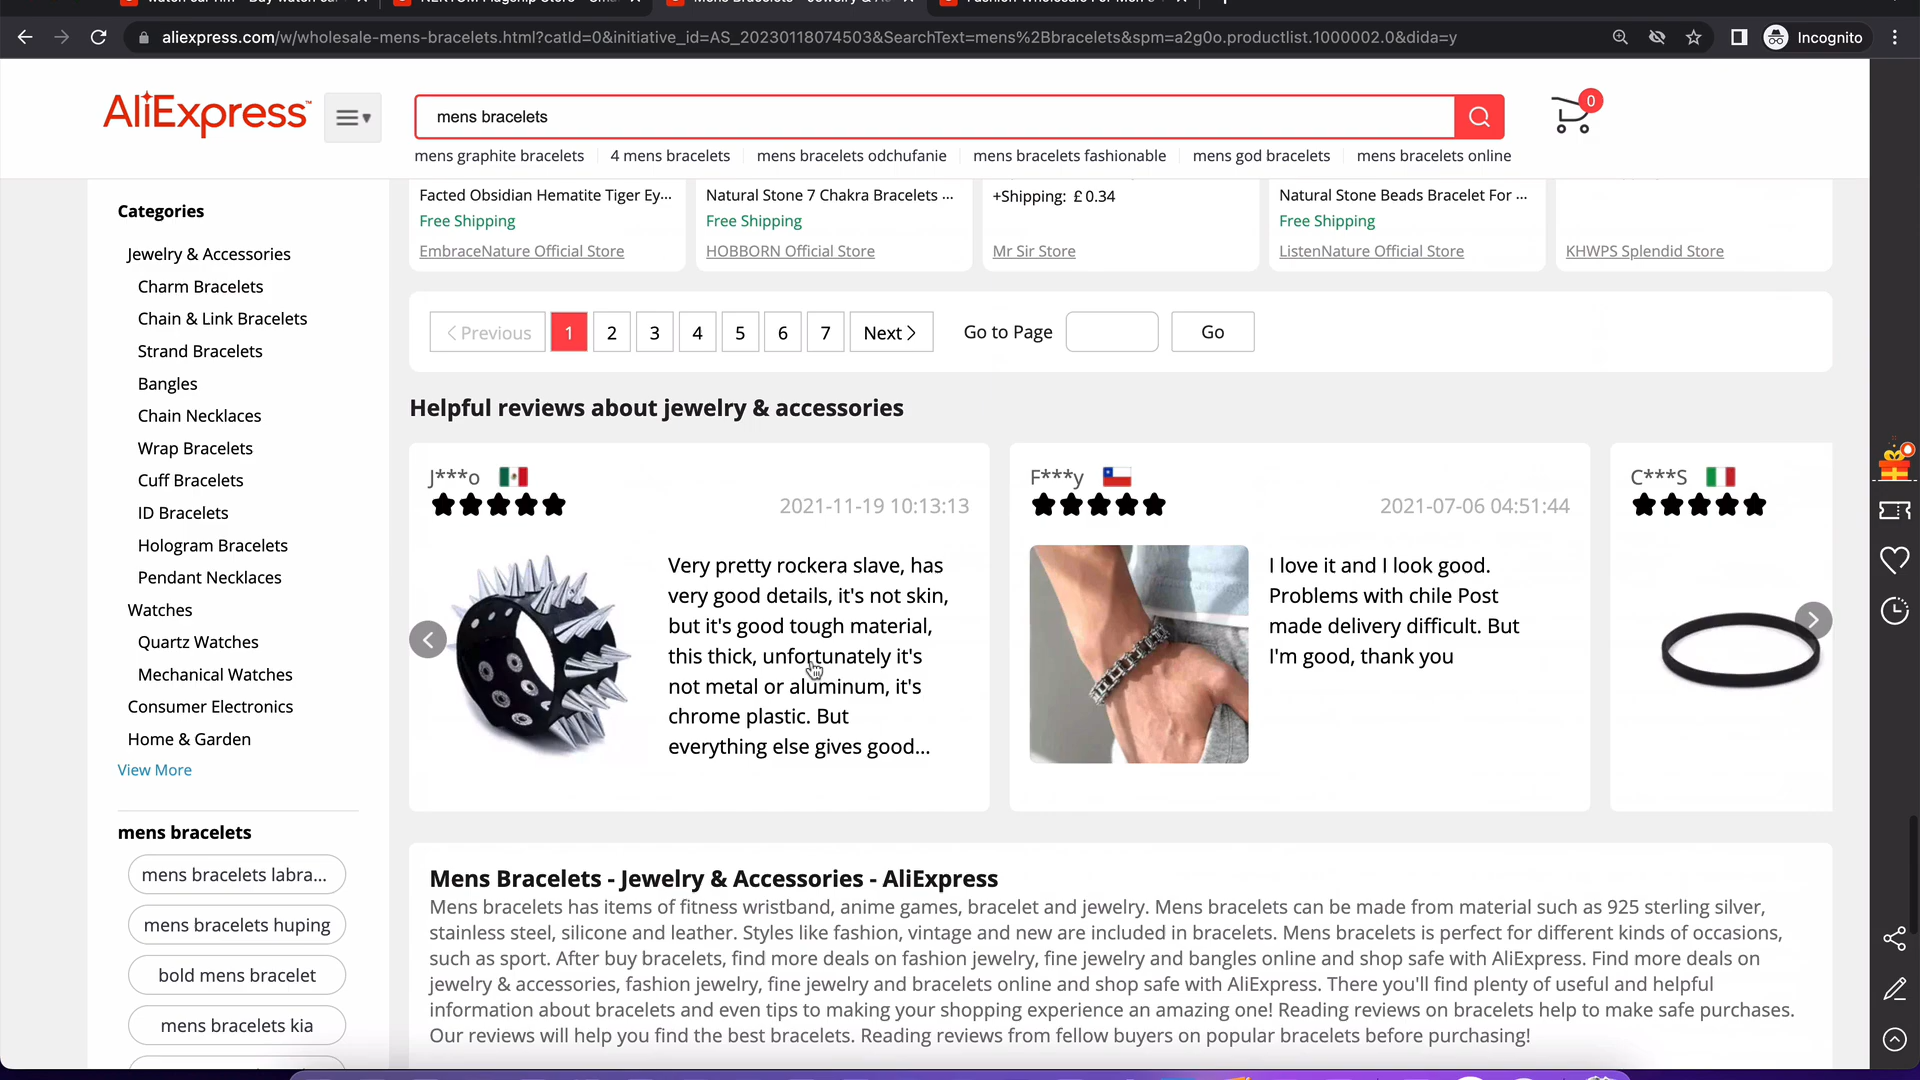 aliexpress.com/w/wholesale-mens-bracelets.html?catId=0&initiative_id=AS_20230118074503&SearchText=mens%2Bbracelets&spm=a2g0o.productlist.1000002.0&dida=y
Incognito
AliExpress
mens bracelets
0
mens graphite bracelets
4 mens bracelets
mens bracelets odchufanie
mens bracelets fashionable
mens god bracelets
mens bracelets online
Categories
Jewelry & Accessories
Charm Bracelets
Chain & Link Bracelets
Strand Bracelets
Bangles
Chain Necklaces
Wrap Bracelets
Cuff Bracelets
ID Bracelets
Hologram Bracelets
Pendant Necklaces
Watches
Quartz Watches
Mechanical Watches
Consumer Electronics
Home & Garden
View More
mens bracelets
mens bracelets labra...
mens bracelets huping
bold mens bracelet
mens bracelets kia
Facted Obsidian Hematite Tiger Ey...
Free Shipping
EmbraceNature Official Store
Natural Stone 7 Chakra Bracelets ...
Free Shipping
HOBBORN Official Store
+Shipping: £0.34
Mr Sir Store
Natural Stone Beads Bracelet For ...
Free Shipping
ListenNature Official Store
KHWPS Splendid Store
Previous 1 2 3 4 5 6 7 Next Go to Page Go
Helpful reviews about jewelry & accessories
J***o
2021-11-19 10:13:13
Very pretty rockera slave, has
very good details, it's not skin,
but it's good tough material,
this thick, unfortunately it's
not metal or aluminum, it's
chrome plastic. But
everything else gives good...
F***y
2021-07-06 04:51:44
I love it and I look good.
Problems with chile Post
made delivery difficult. But
I'm good, thank you
C***S
Mens Bracelets - Jewelry & Accessories - AliExpress
Mens bracelets has items of fitness wristband, anime games, bracelet and jewelry. Mens bracelets can be made from material such as 925 sterling silver,
stainless steel, silicone and leather. Styles like fashion, vintage and new are included in bracelets. Mens bracelets is perfect for different kinds of occasions,
such as sport. After buy bracelets, find more deals on fashion jewelry, fine jewelry and bangles online and shop safe with AliExpress. Find more deals on
jewelry & accessories, fashion jewelry, fine jewelry and bracelets online and shop safe with AliExpress. There you'll find plenty of useful and helpful
information about bracelets and even tips to making your shopping experience an amazing one! Reading reviews on bracelets help to make safe purchases.
Our reviews will help you find the best bracelets. Reading reviews from fellow buyers on popular bracelets before purchasing!